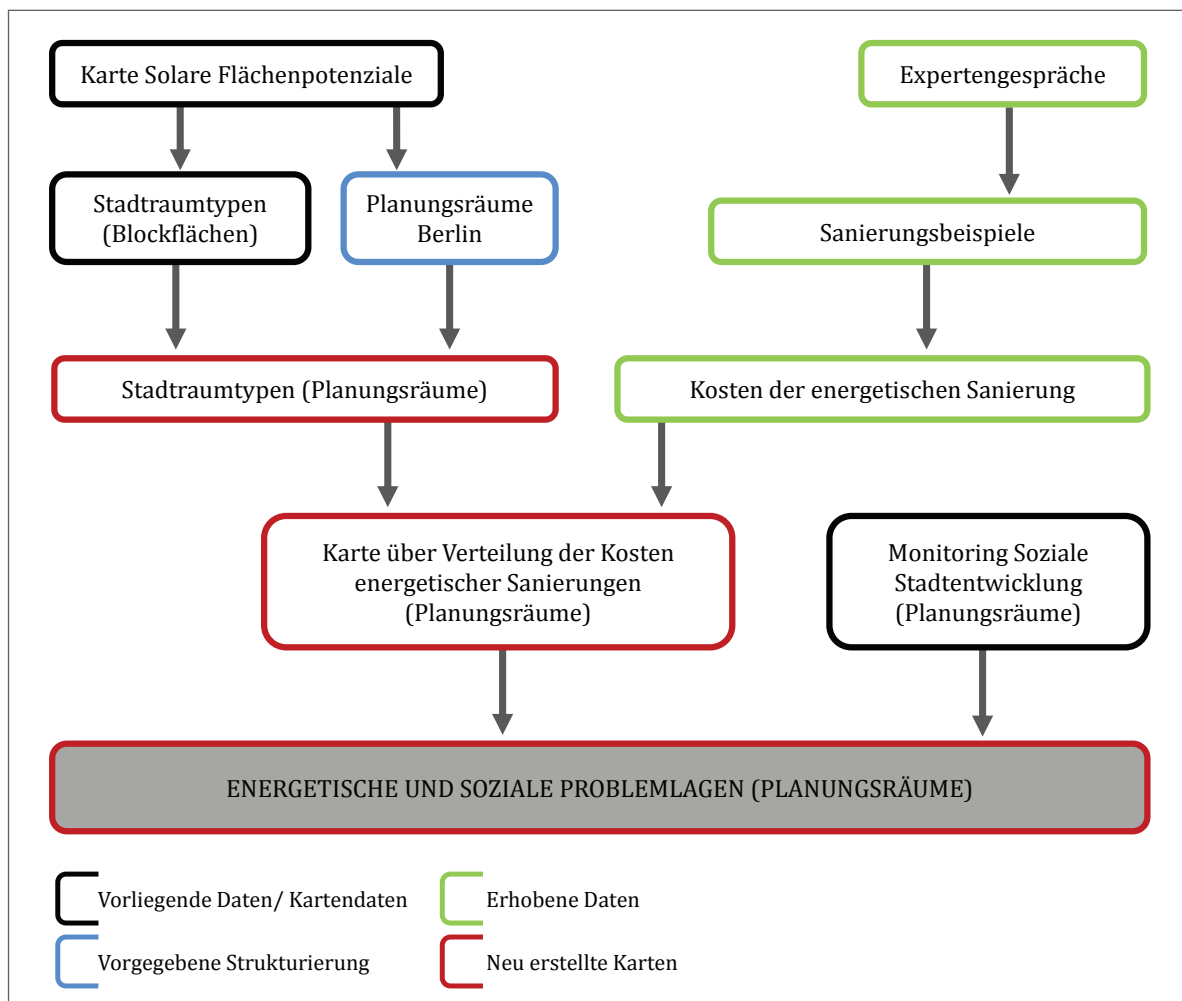 Karte Solare Flächenpotenziale
Expertengespräche
Stadtraumtypen
(Blockflächen)
Planungsräume
Berlin
Sanierungsbeispiele
Stadtraumtypen (Planungsräume)
Kosten der energetischen Sanierung
Karte über Verteilung der Kosten
energetischer Sanierungen
(Planungsräume)
Monitoring Soziale
Stadtentwicklung
(Planungsräume)
ENERGETISCHE UND SOZIALE PROBLEMLAGEN (PLANUNGSRÄUME)
Vorliegende Daten/ Kartendaten
Erhobene Daten
Vorgegebene Strukturierung
Neu erstellte Karten